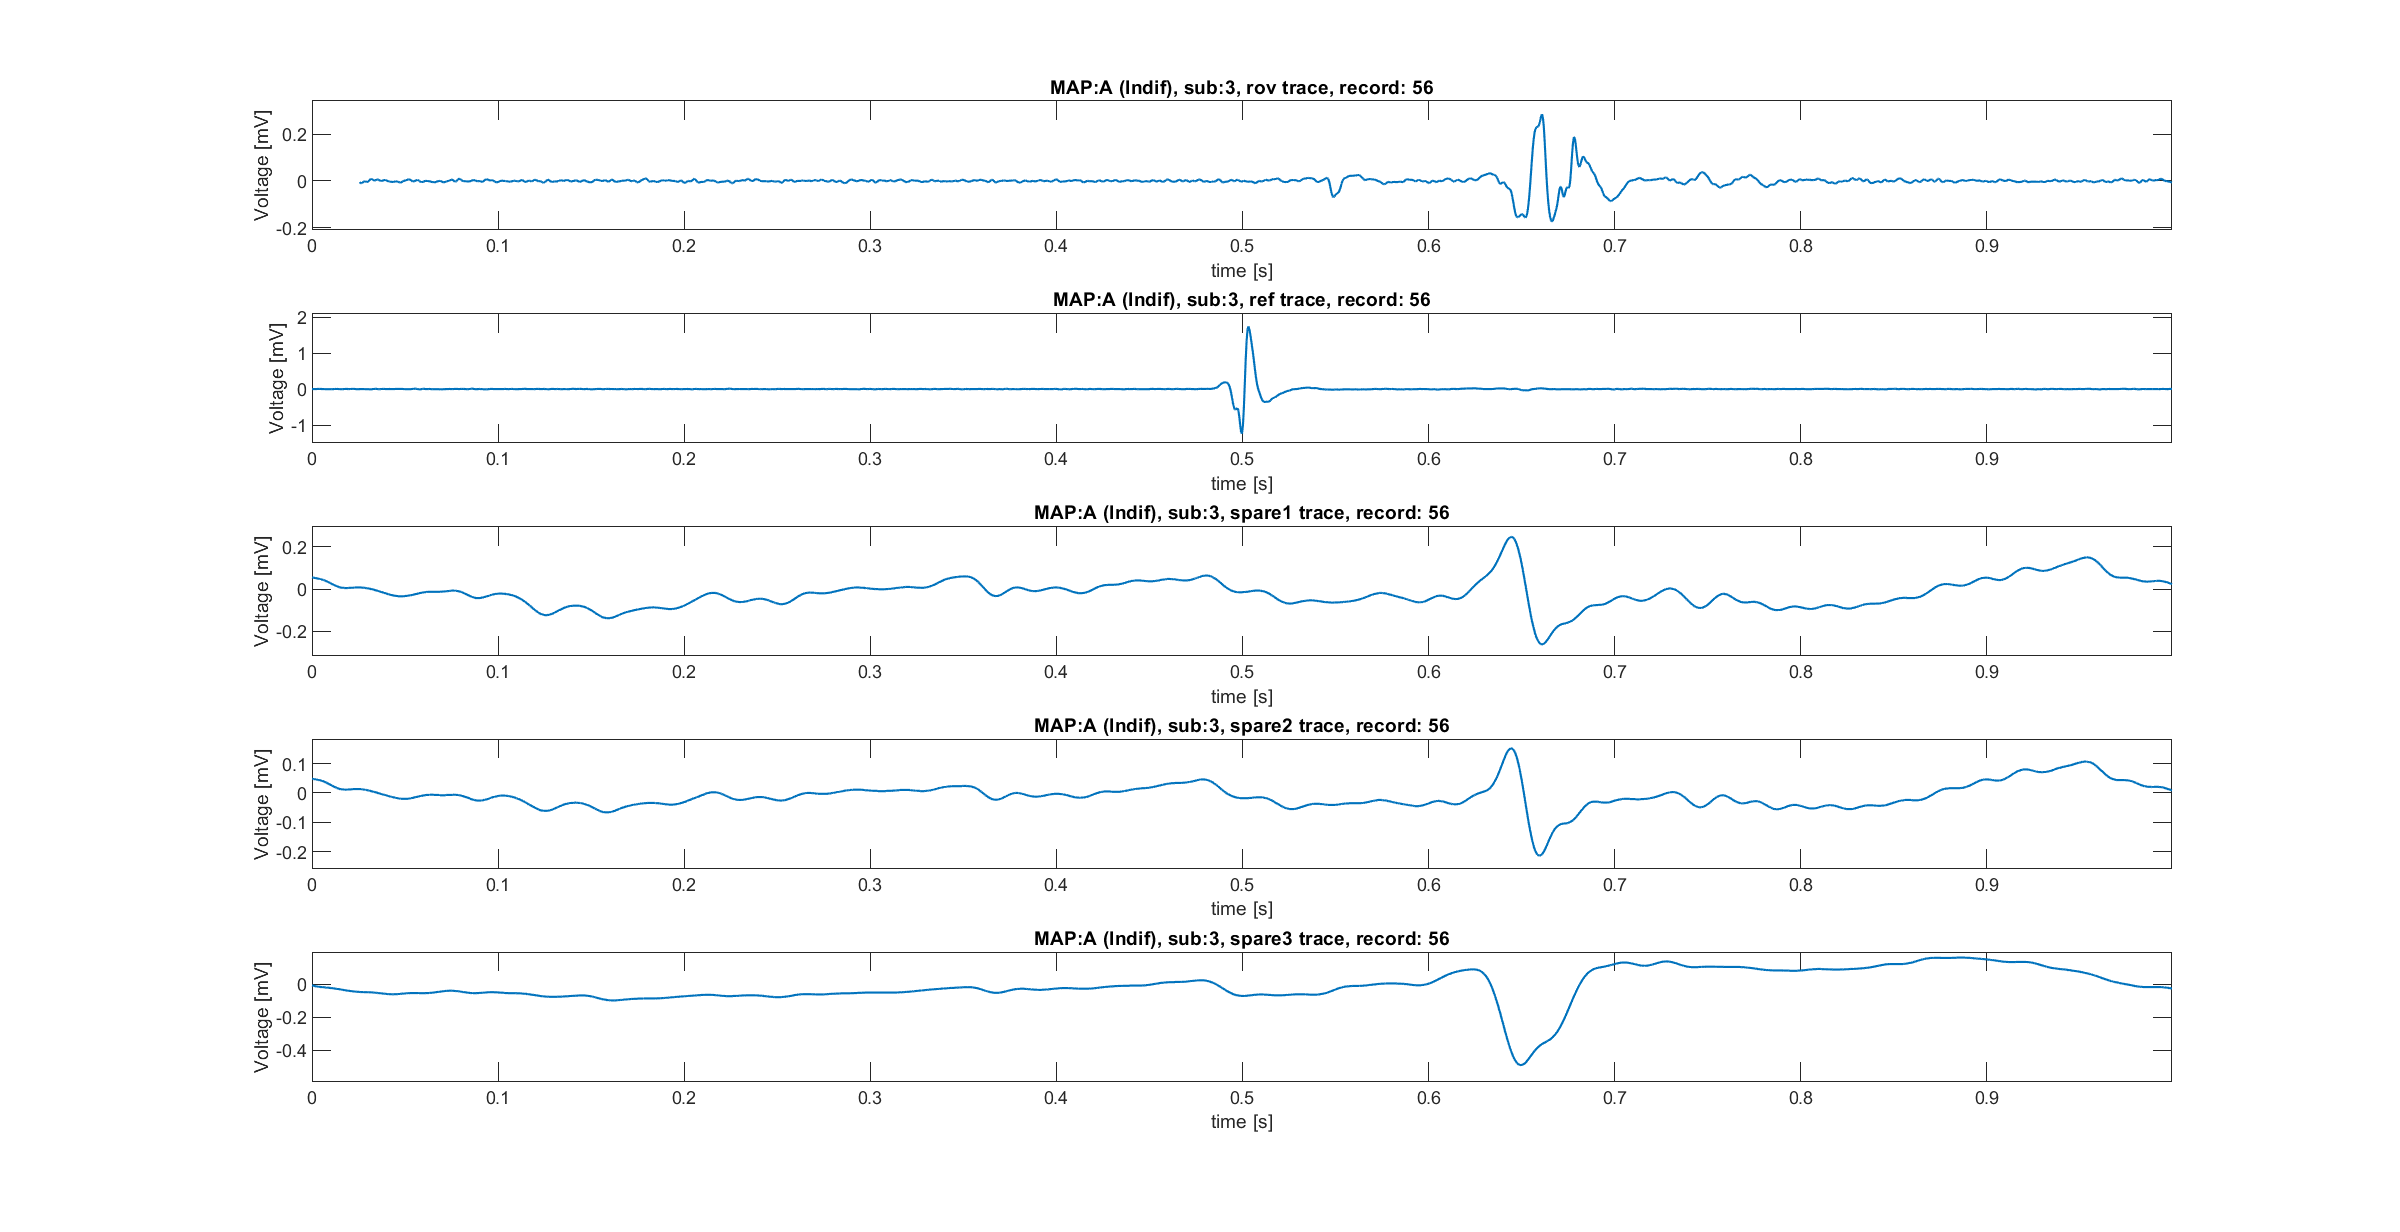 MAP:A (Indif), sub:3, rov trace, record: 56
Voltage [mV]
0.2
0
-0.2
0 0.1 0.2 0.3 0.4 0.5 0.6 0.7 0.8 0.9
time [s]
MAP:A (Indif), sub:3, ref trace, record: 56
Voltage [mV]
2
1
0
-1
0 0.1 0.2 0.3 0.4 0.5 0.6 0.7 0.8 0.9
time [s]
MAP:A (Indif), sub:3, spare1 trace, record: 56
Voltage [mV]
0.2
0
-0.2
0 0.1 0.2 0.3 0.4 0.5 0.6 0.7 0.8 0.9
time [s]
MAP:A (Indif), sub:3, spare2 trace, record: 56
Voltage [mV]
0.1
0
-0.1
-0.2
0 0.1 0.2 0.3 0.4 0.5 0.6 0.7 0.8 0.9
time [s]
MAP:A (Indif), sub:3, spare3 trace, record: 56
Voltage [mV]
0
-0.2
-0.4
0 0.1 0.2 0.3 0.4 0.5 0.6 0.7 0.8 0.9
time [s]